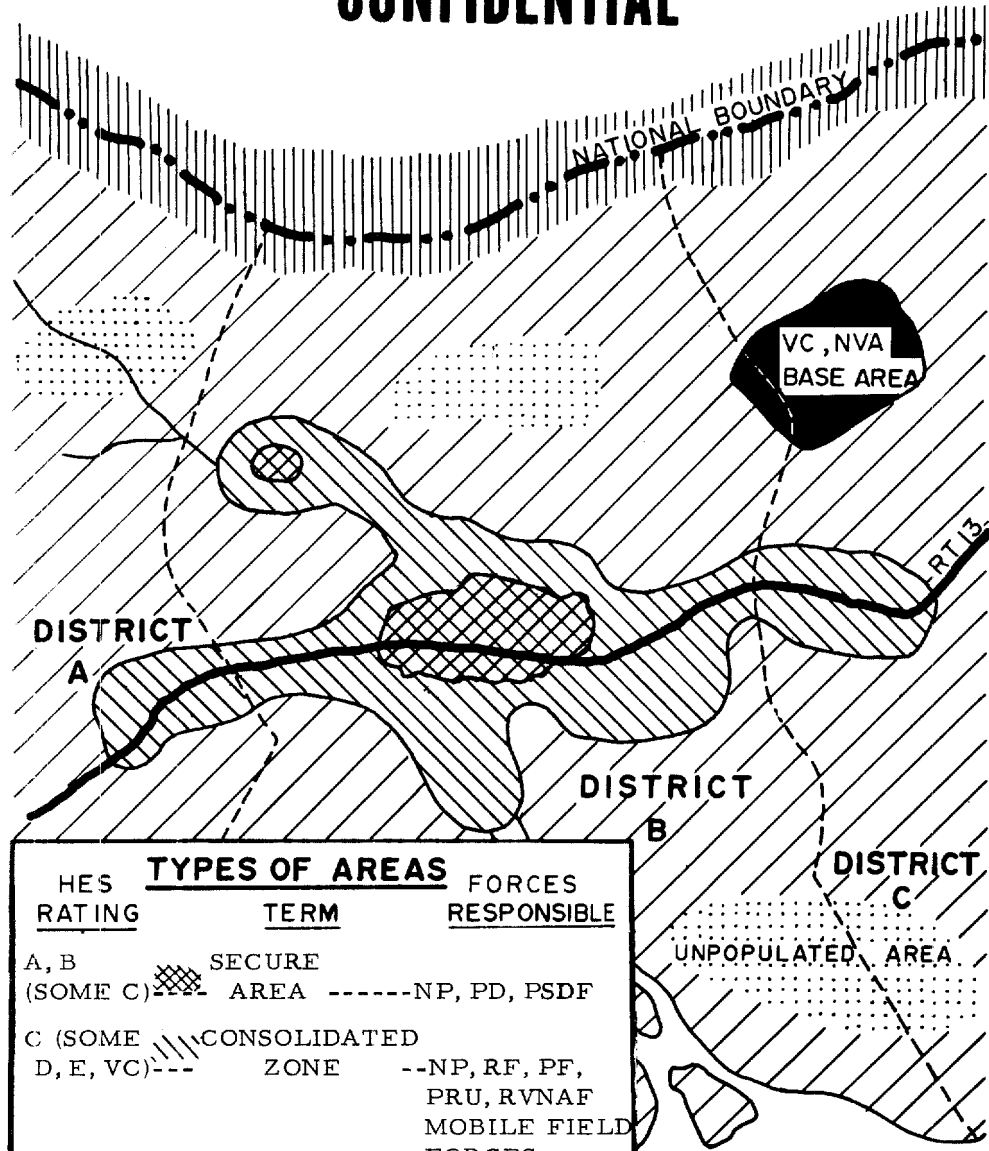 CONFIDENTIAL
NATIONAL BOUNDARY
VC, NVA
BASE AREA
RT 13
DISTRICT
A
DISTRICT
B
DISTRICT
C
UNPOPULATED AREA
TYPES OF AREAS
HES
RATING
TERM
FORCES
RESPONSIBLE
A, B
(SOME C)---- SECURE
AREA ------NP, PD, PSDF
C (SOME
D, E, VC)--- CONSOLIDATED
ZONE --NP, RF, PF,
PRU, RVNAF
MOBILE FIELD
FORCES